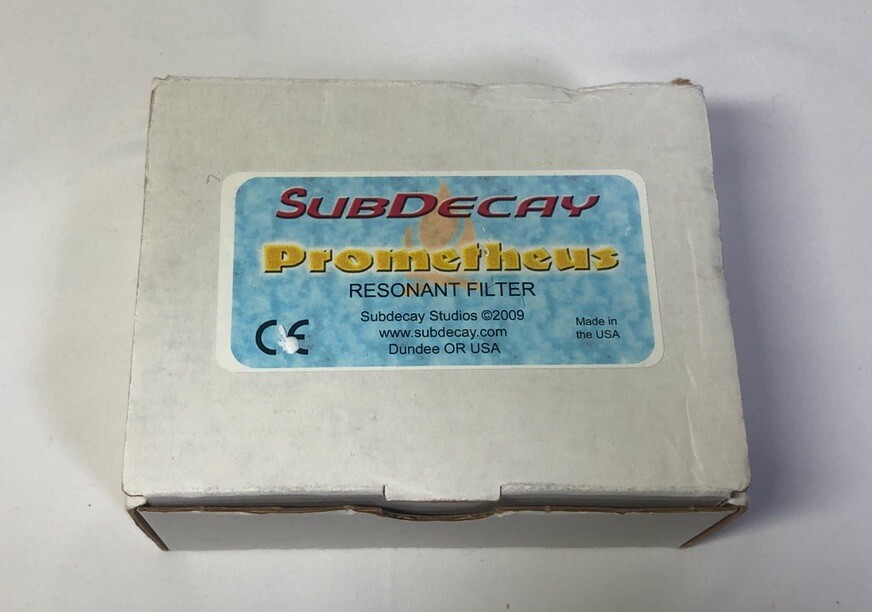 SUBDECAY
Prometheus
RESONANT FILTER
Subdecay Studios ©2009
www.subdecay.com
Dundee OR USA
CE
Made in
the USA